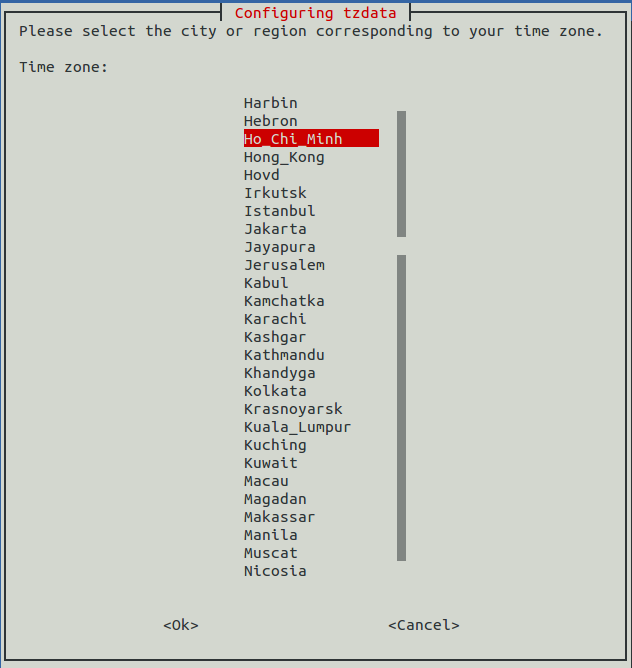 Configuring tzdata
Please select the city or region corresponding to your time zone.
Time zone:
Harbin
Hebron
Ho_Chi_Minh
Hong_Kong
Hovd
Irkutsk
Istanbul
Jakarta
Jayapura
Jerusalem
Kabul
Kamchatka
Karachi
Kashgar
Kathmandu
Khandyga
Kolkata
Krasnoyarsk
Kuala_Lumpur
Kuching
Kuwait
Macau
Magadan
Makassar
Manila
Muscat
Nicosia
<Ok> <Cancel>